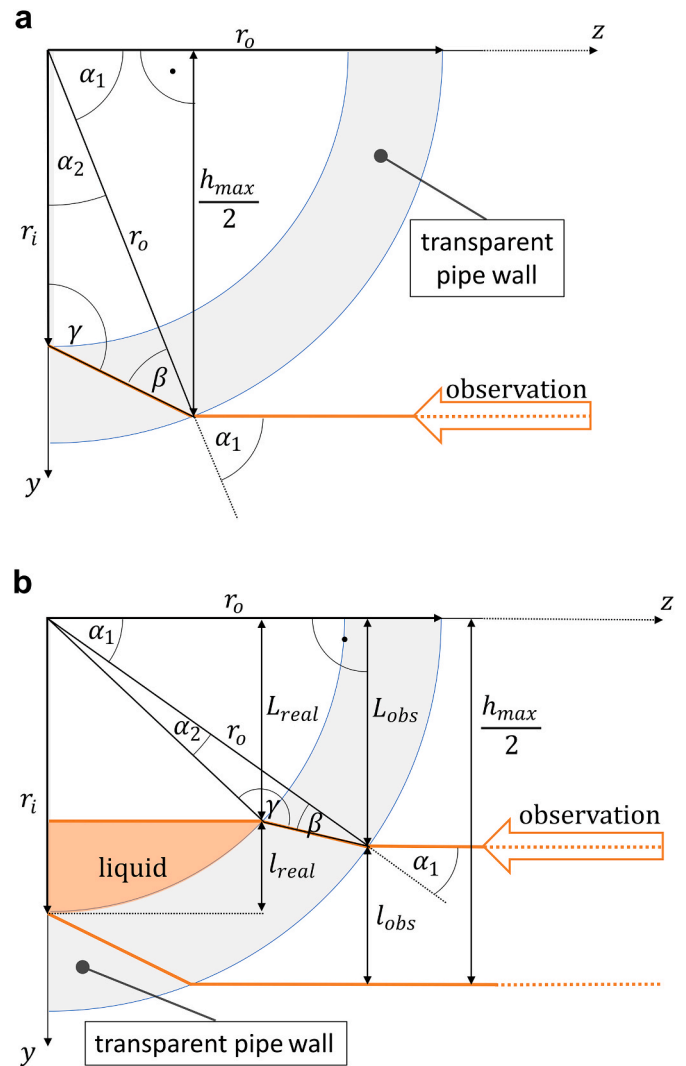 a
r_o
z
α_1
α_2
h_max
2
r_i
r_o
transparent
pipe wall
γ
β
observation
α_1
y
b
r_o
z
α_1
L_real
L_obs
h_max
2
α_2
r_o
r_i
γ
β
observation
liquid
l_real
α_1
l_obs
transparent pipe wall
y